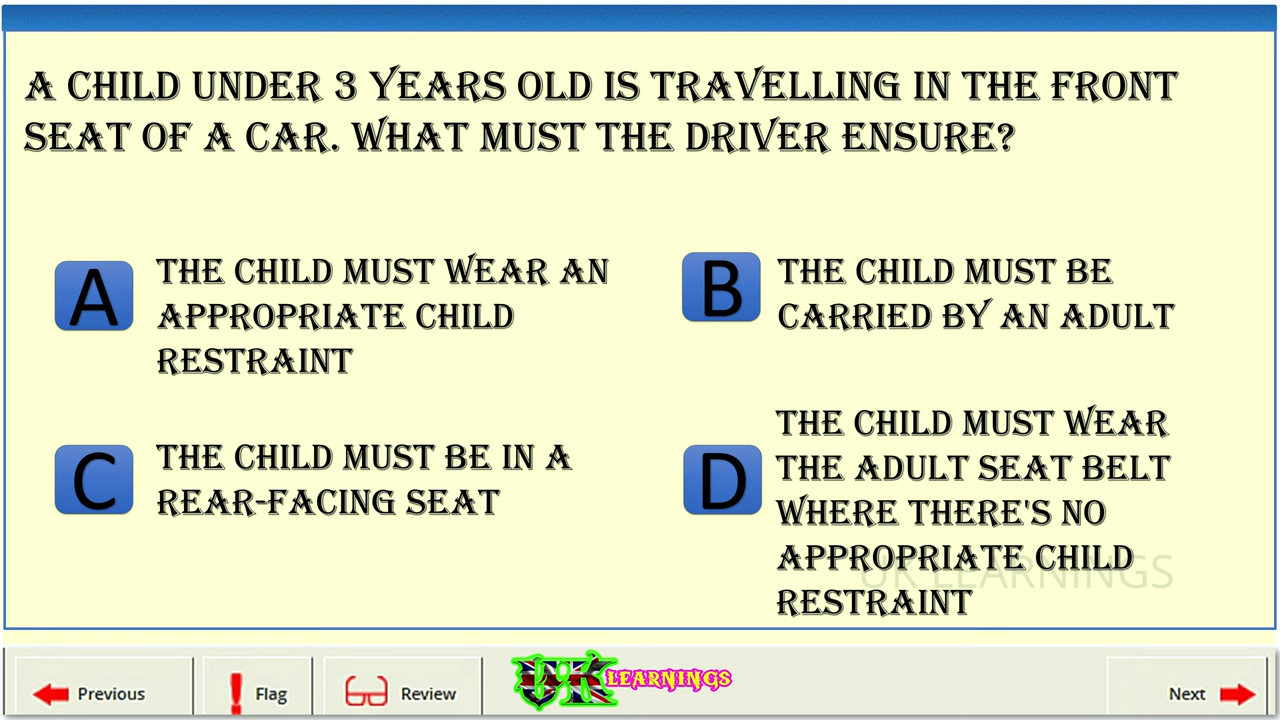 A CHILD UNDER 3 YEARS OLD IS TRAVELLING IN THE FRONT
SEAT OF A CAR. WHAT MUST THE DRIVER ENSURE?
A
THE CHILD MUST WEAR AN
APPROPRIATE CHILD
RESTRAINT
B
THE CHILD MUST BE
CARRIED BY AN ADULT
C
THE CHILD MUST BE IN A
REAR-FACING SEAT
D
THE CHILD MUST WEAR
THE ADULT SEAT BELT
WHERE THERE'S NO
APPROPRIATE CHILD
RESTRAINT
UK LEARNINGS
Previous
Flag
Review
UK LEARNINGS
Next